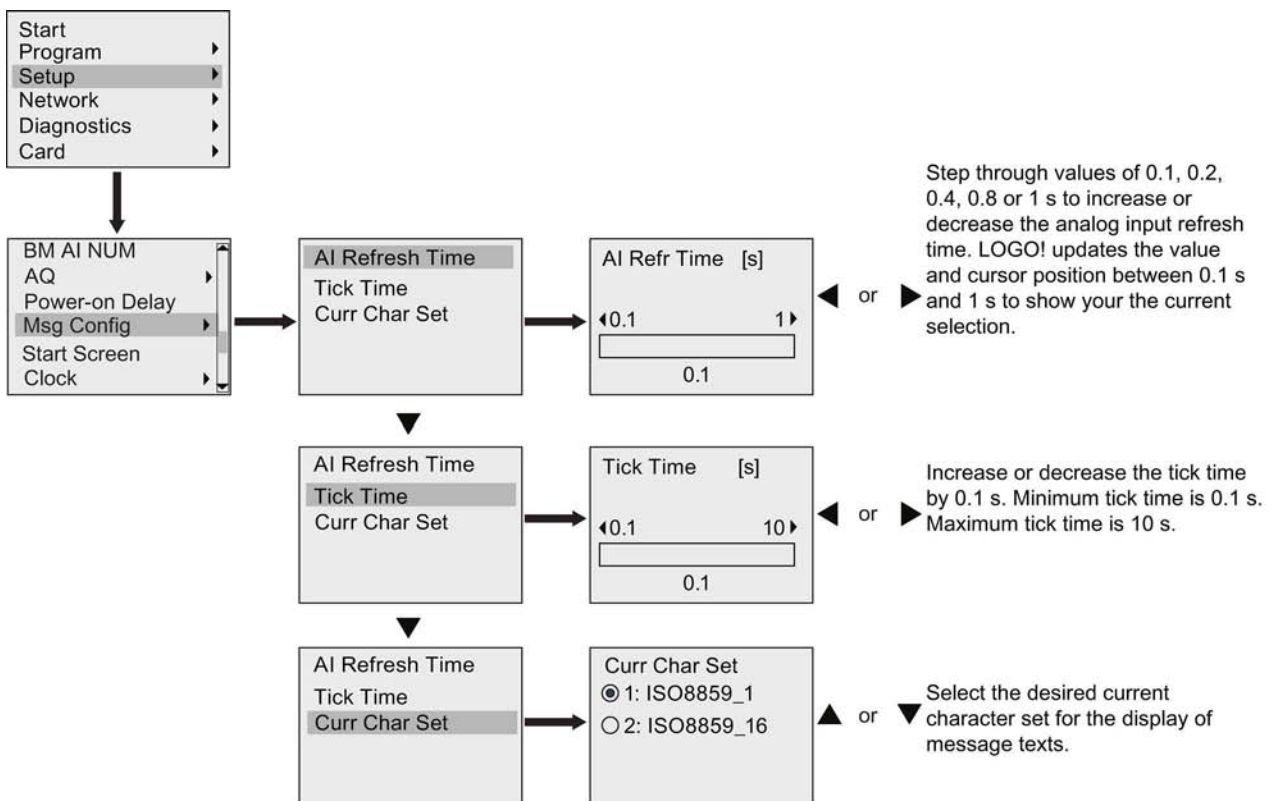 Start
Program
Setup
Network
Diagnostics
Card
BM AI NUM
AQ
Power-on Delay
Msg Config
Start Screen
Clock
AI Refresh Time
Tick Time
Curr Char Set
AI Refr Time [s]
0.1 1
0.1
or
Step through values of 0.1, 0.2,
0.4, 0.8 or 1 s to increase or
decrease the analog input refresh
time. LOGO! updates the value
and cursor position between 0.1 s
and 1 s to show your the current
selection.
AI Refresh Time
Tick Time
Curr Char Set
Tick Time [s]
0.1 10
0.1
or
Increase or decrease the tick time
by 0.1 s. Minimum tick time is 0.1 s.
Maximum tick time is 10 s.
AI Refresh Time
Tick Time
Curr Char Set
Curr Char Set
1: ISO8859_1
2: ISO8859_16
or
Select the desired current
character set for the display of
message texts.